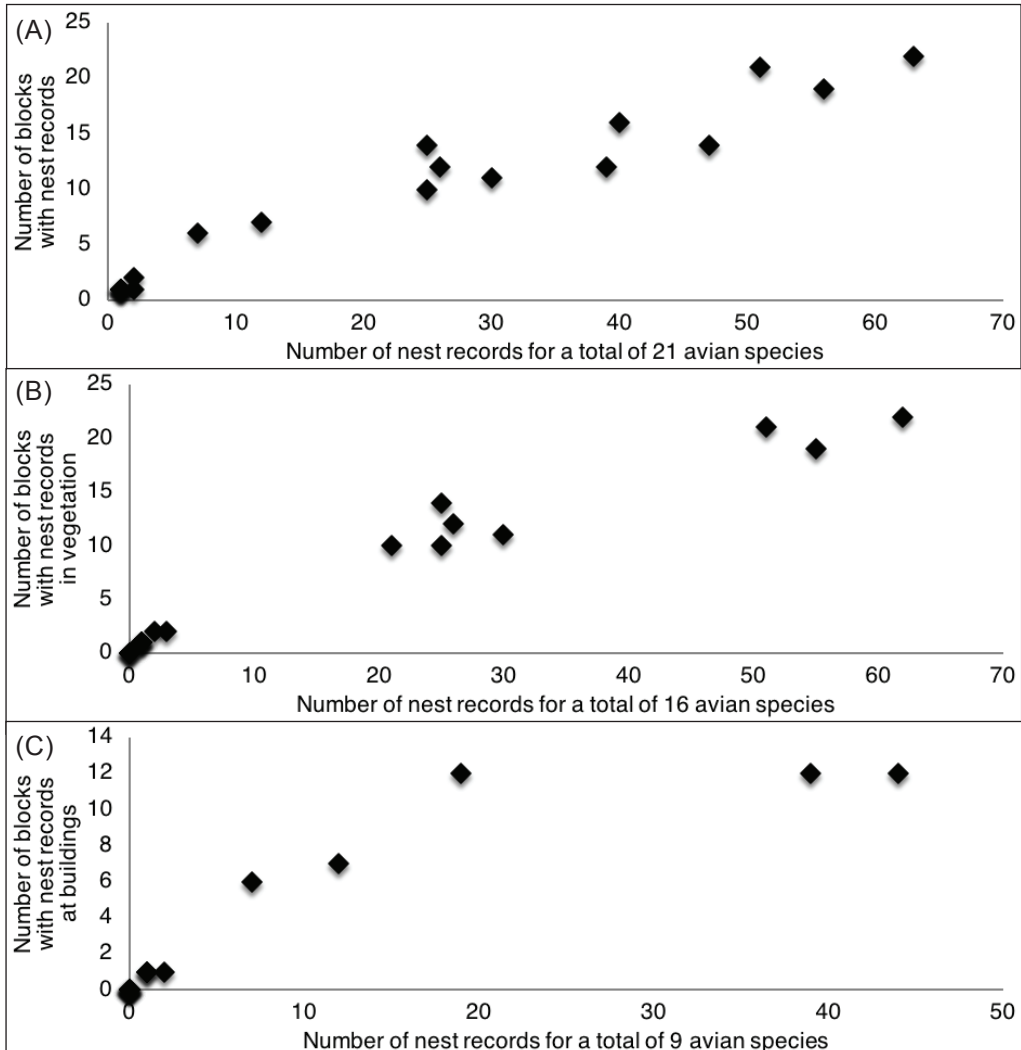 (A)
Number of blocks
with nest records
25
20
15
10
5
0
0 10 20 30 40 50 60 70
Number of nest records for a total of 21 avian species
(B)
Number of blocks
with nest records
in vegetation
25
20
15
10
5
0
0 10 20 30 40 50 60 70
Number of nest records for a total of 16 avian species
(C)
Number of blocks
with nest records
at buildings
14
12
10
8
6
4
2
0
0 10 20 30 40 50
Number of nest records for a total of 9 avian species